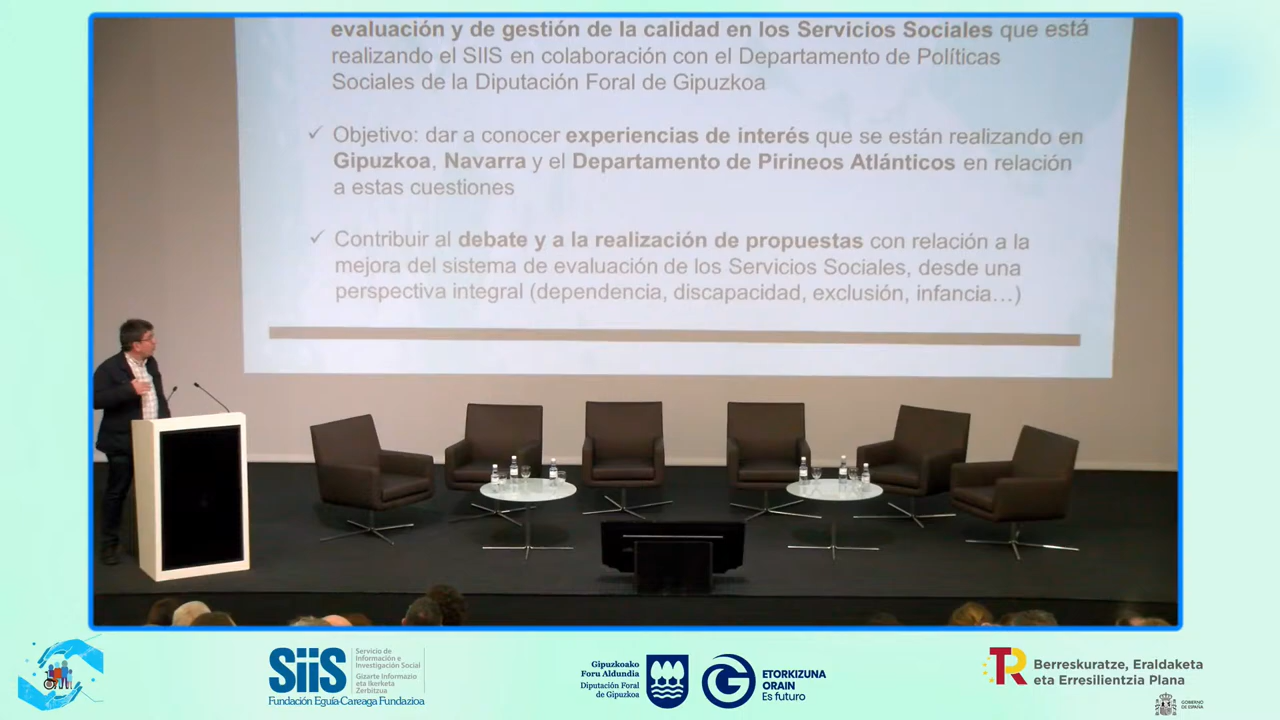 evaluación y de gestión de la calidad en los Servicios Sociales que está
realizando el SIIS en colaboración con el Departamento de Políticas
Sociales de la Diputación Foral de Gipuzkoa
✓ Objetivo: dar a conocer experiencias de interés que se están realizando en
Gipuzkoa, Navarra y el Departamento de Pirineos Atlánticos en relación
a estas cuestiones
✓ Contribuir al debate y a la realización de propuestas con relación a la
mejora del sistema de evaluación de los Servicios Sociales, desde una
perspectiva integral (dependencia, discapacidad, exclusión, infancia…)
SiiS
Servicio de
Información e
Investigación Social
Gizarte Informazio
eta Ikerketa
Zerbitzua
Fundación Eguía-Careaga Fundazioa
Gipuzkoako
Foru Aldundia
Diputación Foral
de Gipuzkoa
G
ETORKIZUNA
ORAIN
Es futuro
TR
Berreskuratze, Eraldaketa
eta Erresilientzia Plana
GOBIERNO
DE ESPAÑA